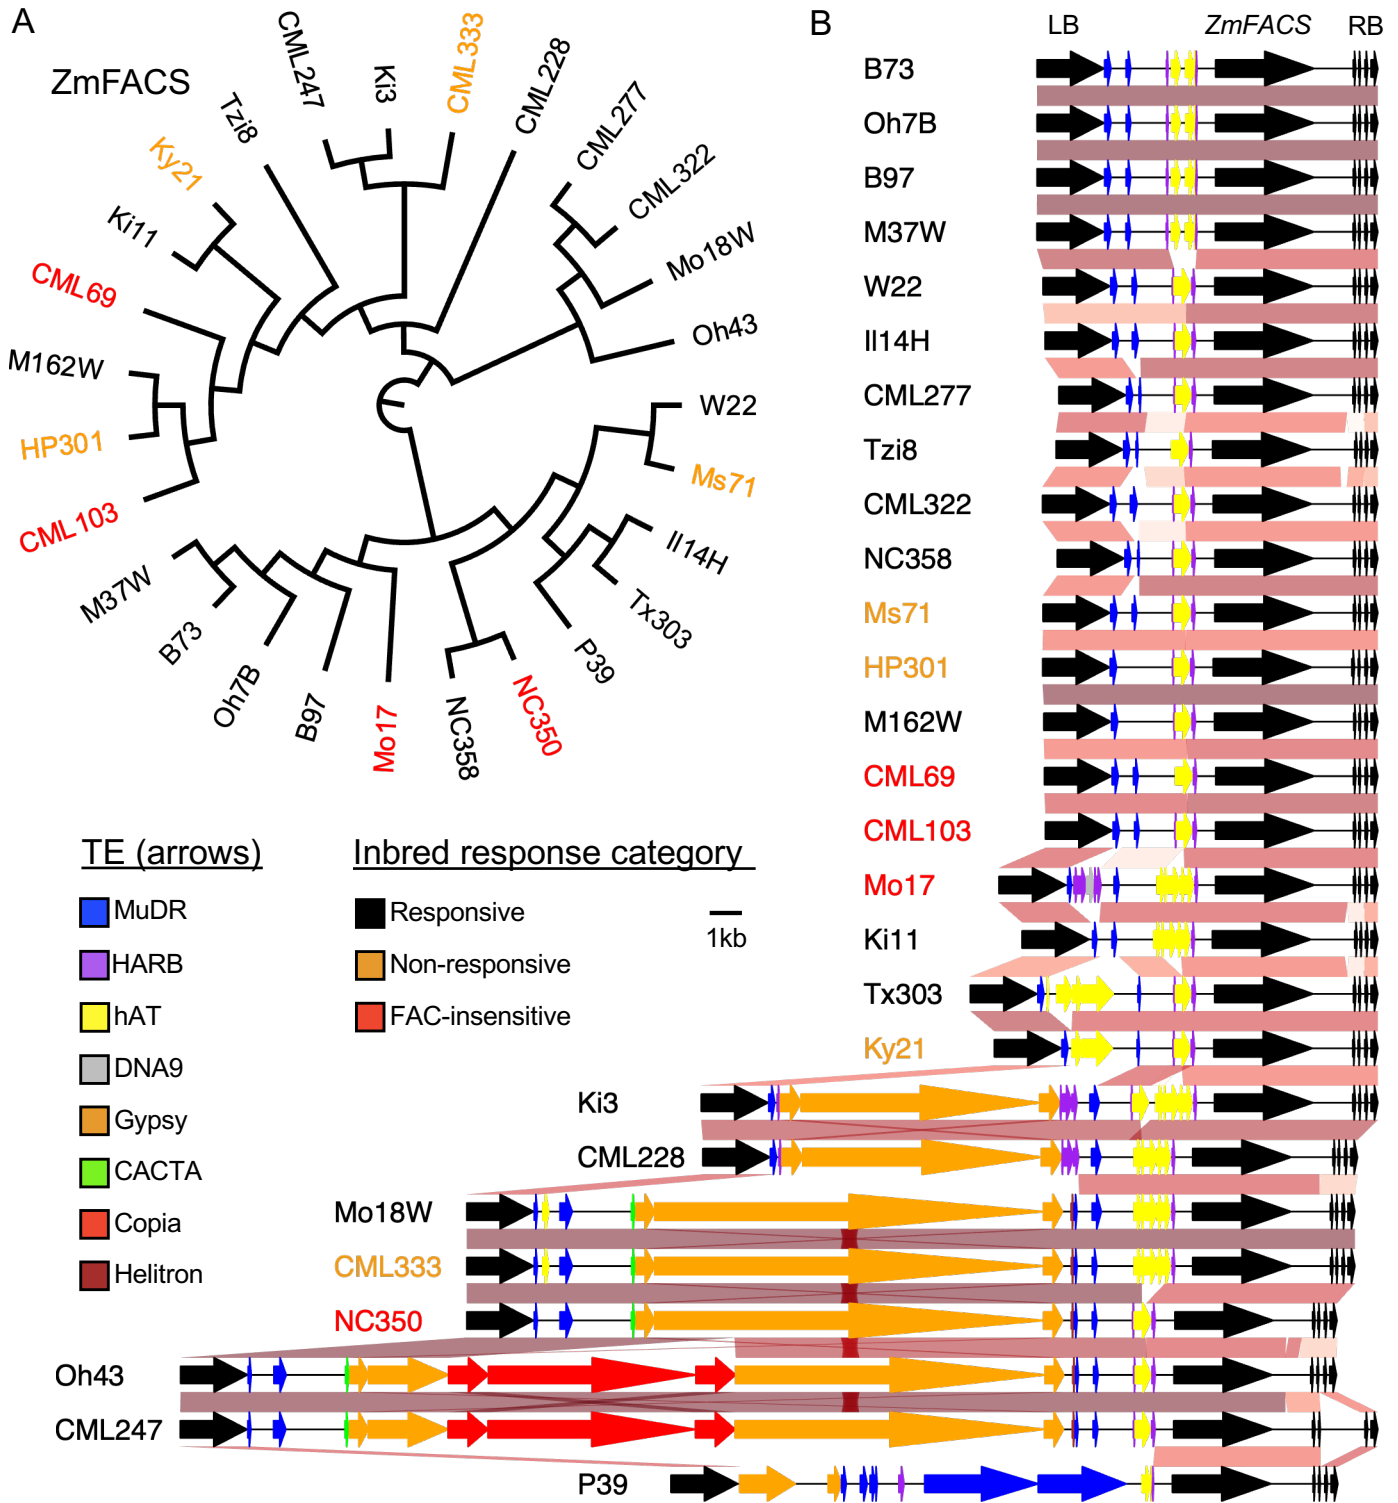 A
ZmFACS
CML247
Ki3
CML333
CML228
CML277
CML322
Mo18W
Oh43
W22
Ms71
Il14H
Tx303
P39
NC350
NC358
Mo17
B97
Oh7B
B73
M37W
CML103
HP301
M162W
CML69
Ki11
Ky21
Tzi8
TE (arrows)
MuDR
HARB
hAT
DNA9
Gypsy
CACTA
Copia
Helitron
Inbred response category
Responsive
Non-responsive
FAC-insensitive
1kb
B
LB ZmFACS RB
B73
Oh7B
B97
M37W
W22
Il14H
CML277
Tzi8
CML322
NC358
Ms71
HP301
M162W
CML69
CML103
Mo17
Ki11
Tx303
Ky21
Ki3
CML228
Mo18W
CML333
NC350
Oh43
CML247
P39